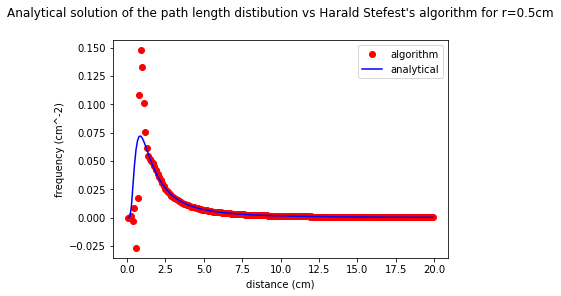 Analytical solution of the path length distibution vs Harald Stefest's algorithm for r=0.5cm
algorithm
analytical
frequency (cm^-2)
0.150
0.125
0.100
0.075
0.050
0.025
0.000
−0.025
0.0 2.5 5.0 7.5 10.0 12.5 15.0 17.5 20.0
distance (cm)